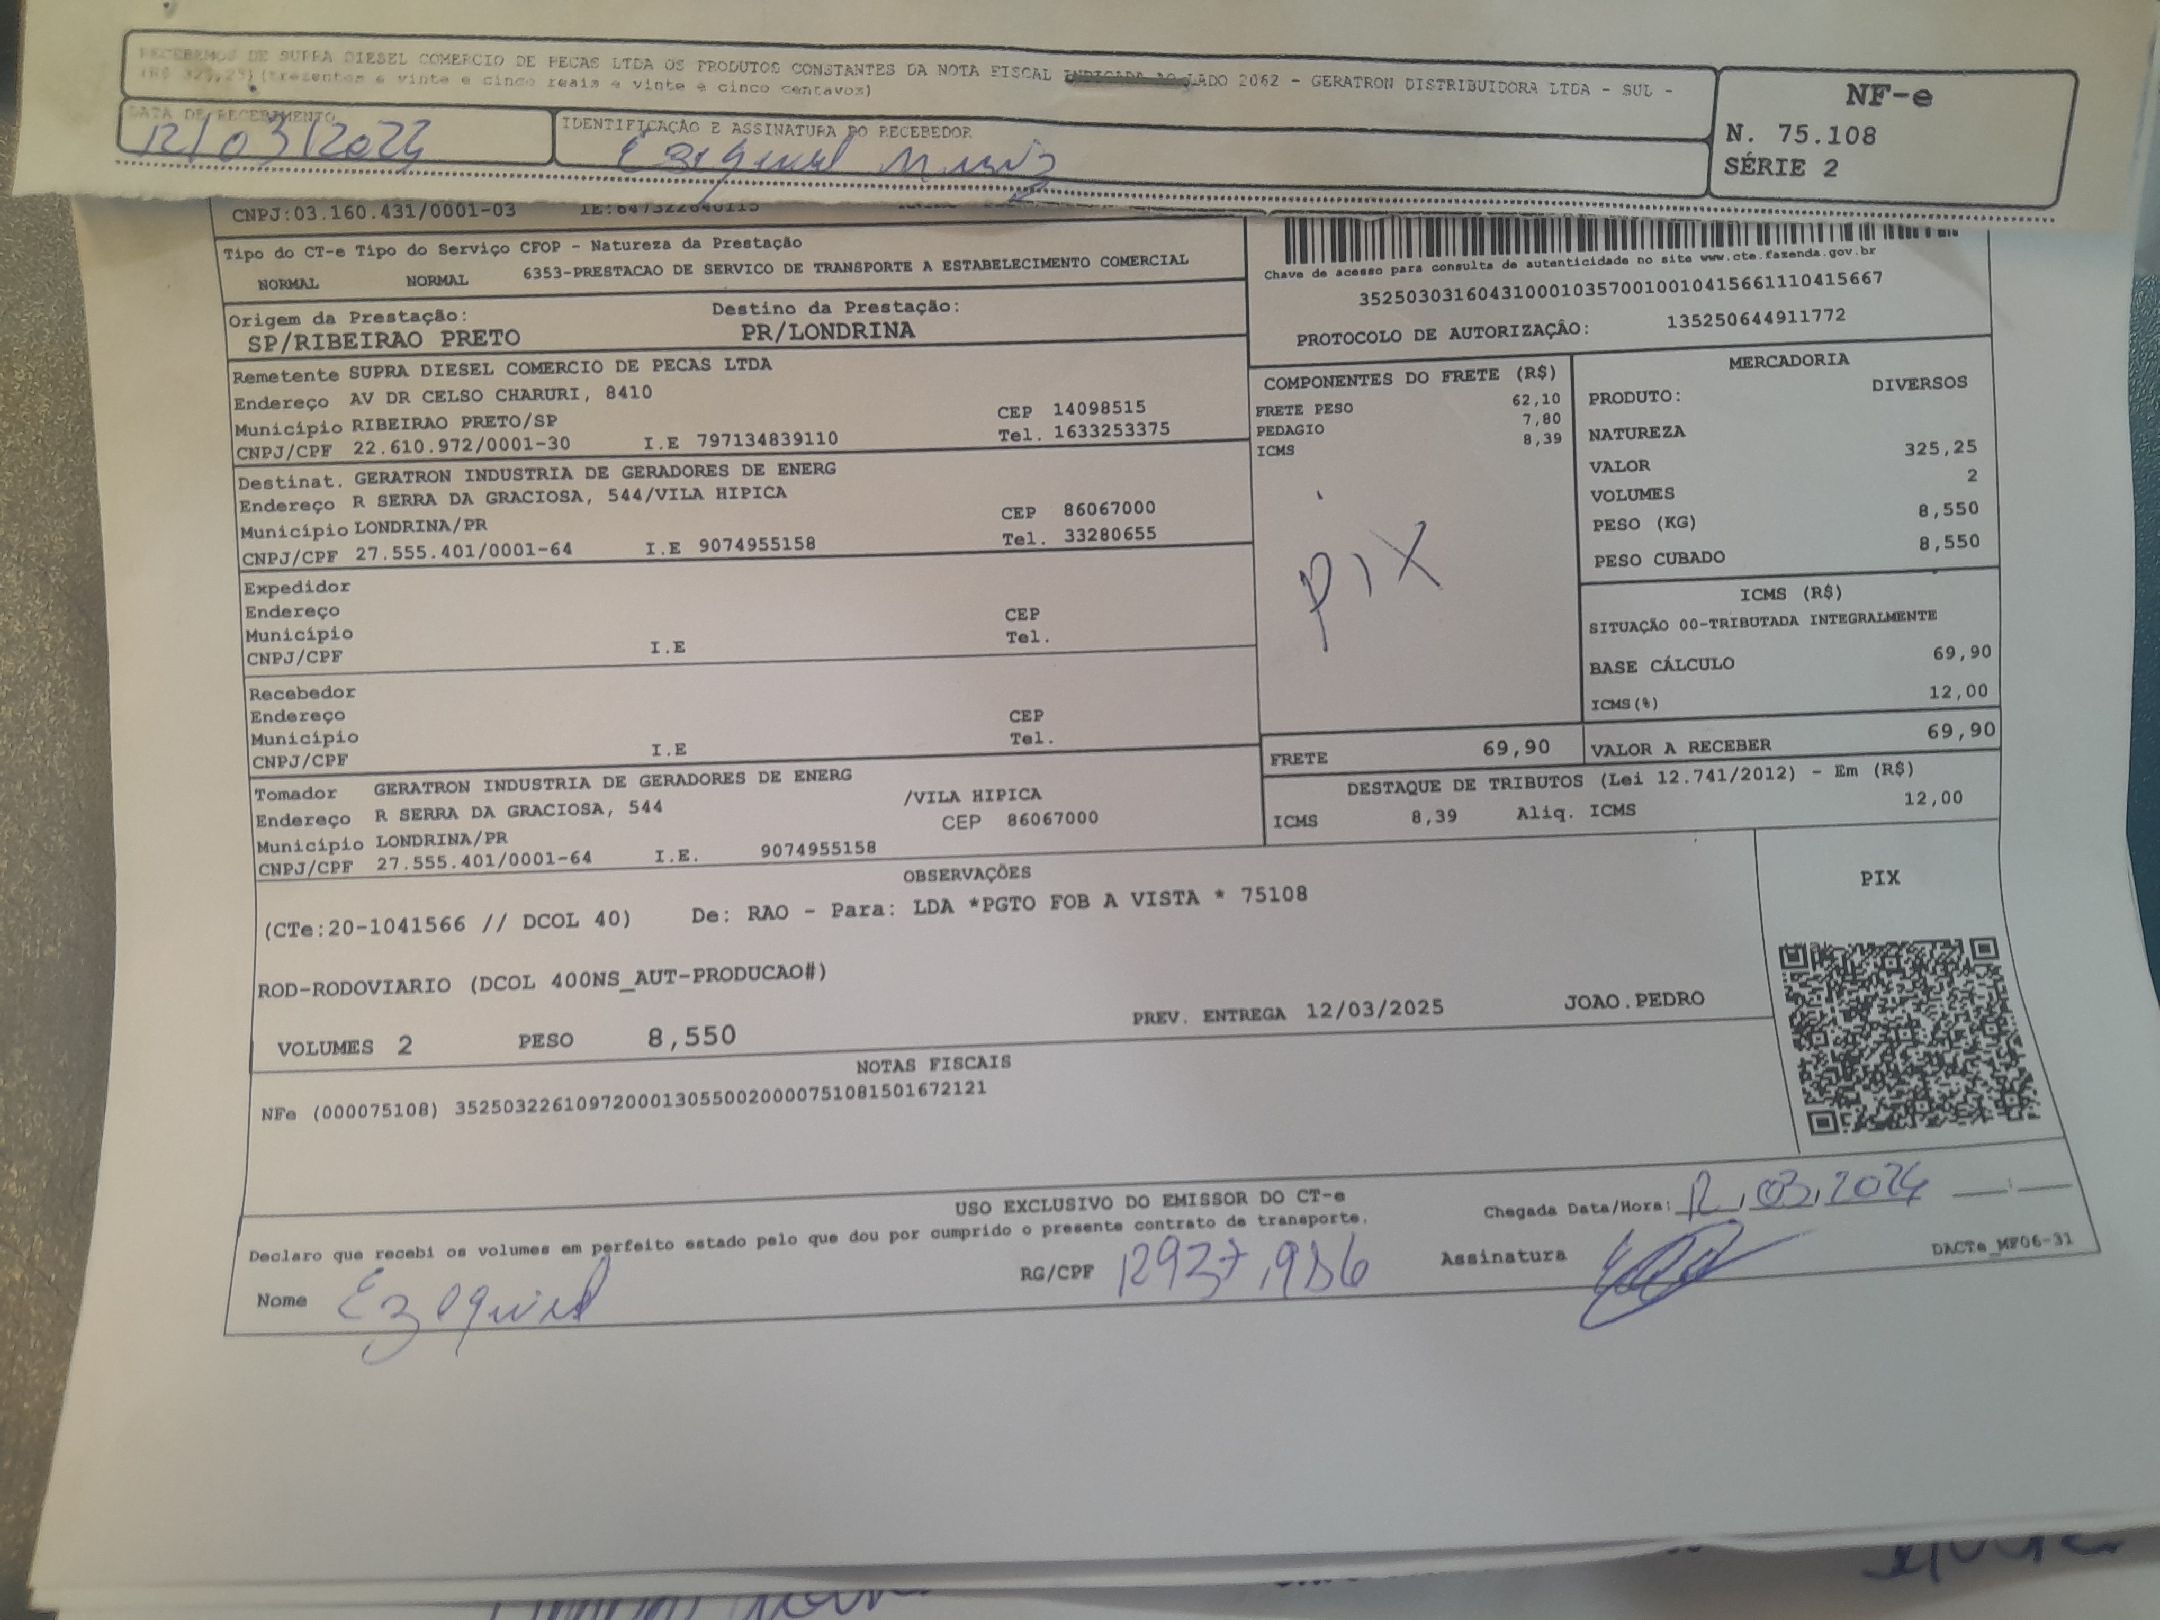 RECEBEMOS DE SUPRA DIESEL COMERCIO DE PECAS LTDA OS PRODUTOS CONSTANTES DA NOTA FISCAL INDICADA AO LADO 2062 - GERATRON DISTRIBUIDORA LTDA - SUL -
(R$ 325,25) (trezentos e vinte e cinco reais e vinte e cinco centavos)
DATA DE RECEBIMENTO
12/03/2024
IDENTIFICAÇÃO E ASSINATURA DO RECEBEDOR
Ezequiel
NF-e
N. 75.108
SÉRIE 2
CNPJ:03.160.431/0001-03 IE:647322640115
Tipo do CT-e Tipo do Serviço CFOP - Natureza da Prestação
NORMAL NORMAL 6353-PRESTACAO DE SERVICO DE TRANSPORTE A ESTABELECIMENTO COMERCIAL
Chave de acesso para consulta de autenticidade no site www.cte.fazenda.gov.br
35250303160431000103570010010415661110415667
PROTOCOLO DE AUTORIZAÇÃO: 135250644911772
Origem da Prestação: Destino da Prestação:
SP/RIBEIRAO PRETO PR/LONDRINA
Remetente SUPRA DIESEL COMERCIO DE PECAS LTDA
Endereço AV DR CELSO CHARURI, 8410
Município RIBEIRAO PRETO/SP CEP 14098515
CNPJ/CPF 22.610.972/0001-30 I.E 797134839110 Tel. 1633253375
Destinat. GERATRON INDUSTRIA DE GERADORES DE ENERG
Endereço R SERRA DA GRACIOSA, 544/VILA HIPICA
Município LONDRINA/PR CEP 86067000
CNPJ/CPF 27.555.401/0001-64 I.E 9074955158 Tel. 33280655
Expedidor
Endereço
Município CEP
CNPJ/CPF I.E Tel.
Recebedor
Endereço
Município CEP
CNPJ/CPF I.E Tel.
Tomador GERATRON INDUSTRIA DE GERADORES DE ENERG
Endereço R SERRA DA GRACIOSA, 544 /VILA HIPICA
Município LONDRINA/PR CEP 86067000
CNPJ/CPF 27.555.401/0001-64 I.E. 9074955158
COMPONENTES DO FRETE (R$)
FRETE PESO 62,10
PEDAGIO 7,80
ICMS 8,39
PIX
FRETE 69,90
MERCADORIA
PRODUTO: DIVERSOS
NATUREZA
VALOR 325,25
VOLUMES 2
PESO (KG) 8,550
PESO CUBADO 8,550
ICMS (R$)
SITUAÇÃO 00-TRIBUTADA INTEGRALMENTE
BASE CÁLCULO 69,90
ICMS(%) 12,00
VALOR A RECEBER 69,90
DESTAQUE DE TRIBUTOS (Lei 12.741/2012) - Em (R$)
ICMS 8,39 Aliq. ICMS 12,00
OBSERVAÇÕES
(CTe:20-1041566 // DCOL 40) De: RAO - Para: LDA *PGTO FOB A VISTA * 75108
ROD-RODOVIARIO (DCOL 400NS_AUT-PRODUCAO#)
PREV. ENTREGA 12/03/2025 JOAO.PEDRO
VOLUMES 2 PESO 8,550
PIX
NOTAS FISCAIS
NFe (000075108) 35250322610972000130550020000751081501672121
USO EXCLUSIVO DO EMISSOR DO CT-e
Declaro que recebi os volumes em perfeito estado pelo que dou por cumprido o presente contrato de transporte.
Chegada Data/Hora: 12,03,2024
Nome Ezequiel RG/CPF 12937,986 Assinatura
DACTe_MF06-31